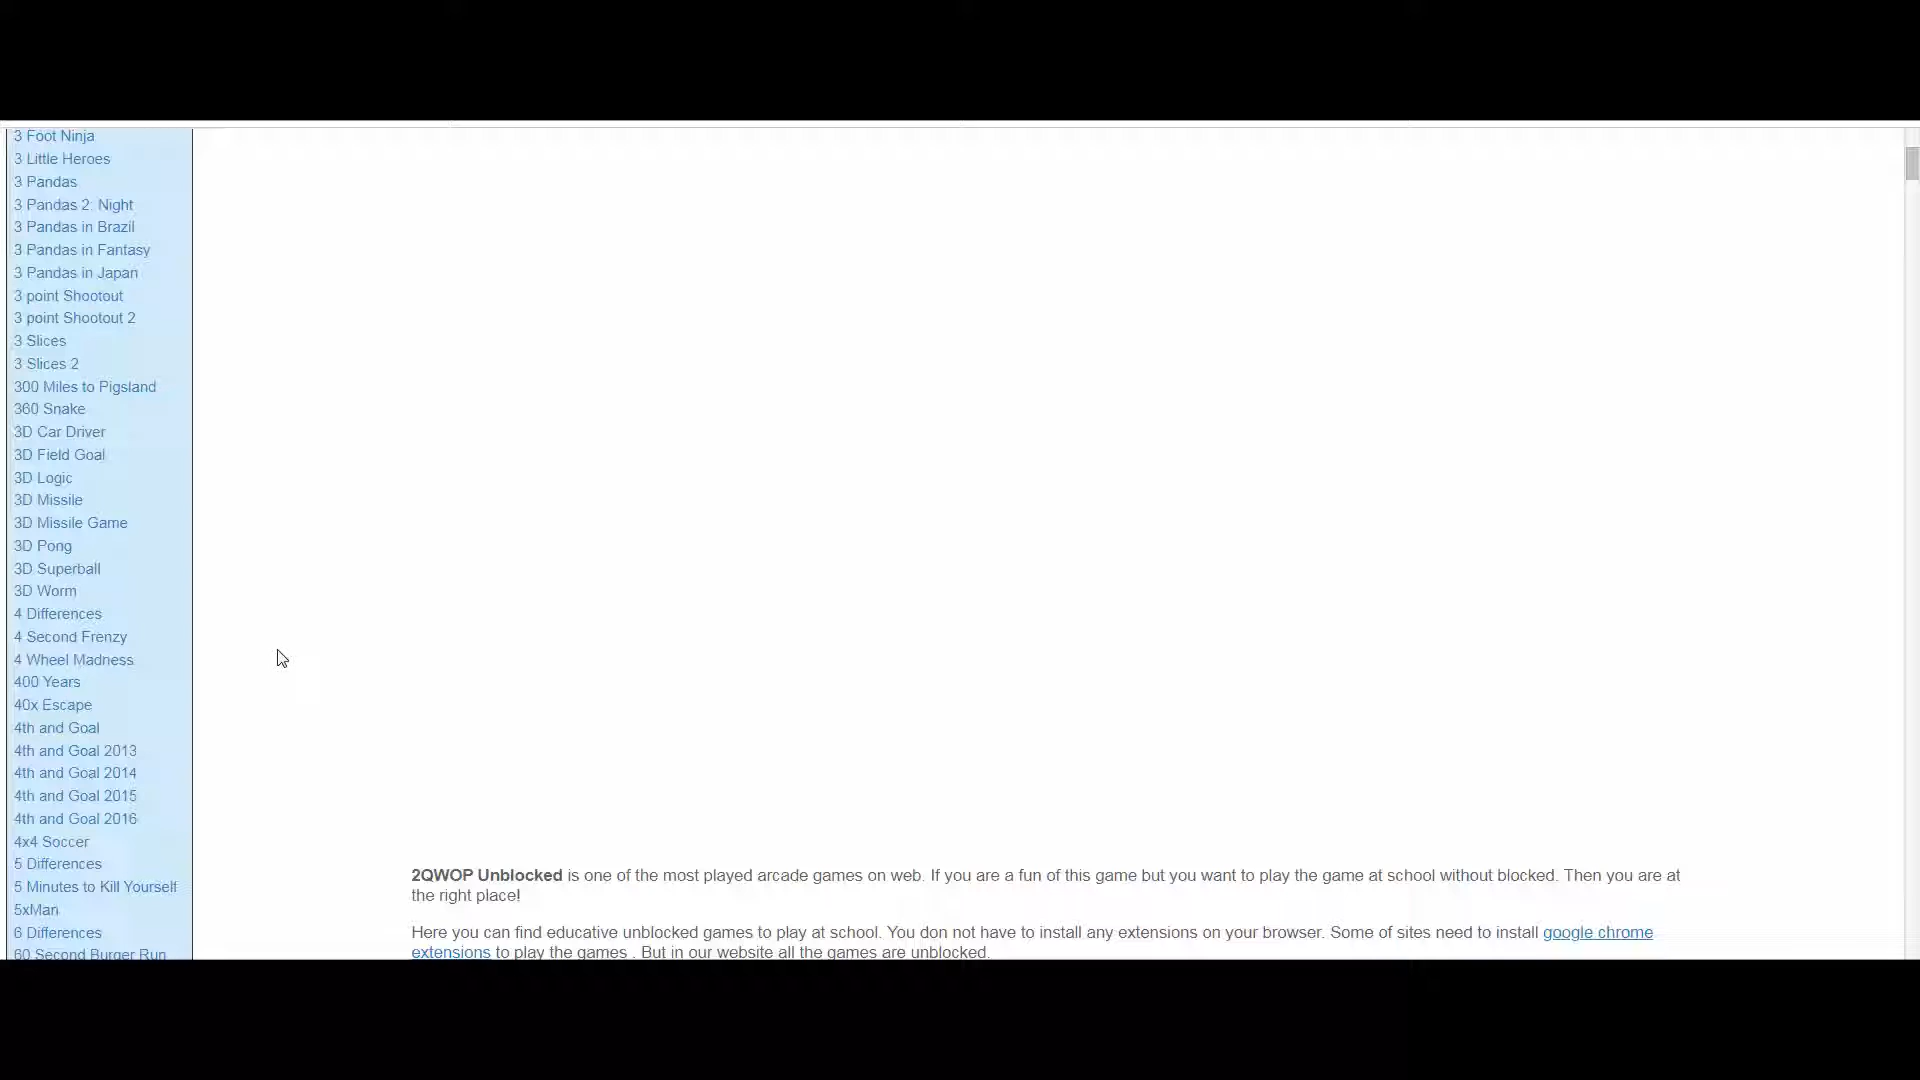 3 Foot Ninja
3 Little Heroes
3 Pandas
3 Pandas 2: Night
3 Pandas in Brazil
3 Pandas in Fantasy
3 Pandas in Japan
3 point Shootout
3 point Shootout 2
3 Slices
3 Slices 2
300 Miles to Pigsland
360 Snake
3D Car Driver
3D Field Goal
3D Logic
3D Missile
3D Missile Game
3D Pong
3D Superball
3D Worm
4 Differences
4 Second Frenzy
4 Wheel Madness
400 Years
40x Escape
4th and Goal
4th and Goal 2013
4th and Goal 2014
4th and Goal 2015
4th and Goal 2016
4x4 Soccer
5 Differences
5 Minutes to Kill Yourself
5xMan
6 Differences
60 Second Burger Run
2QWOP Unblocked is one of the most played arcade games on web. If you are a fun of this game but you want to play the game at school without blocked. Then you are at
the right place!
Here you can find educative unblocked games to play at school. You don not have to install any extensions on your browser. Some of sites need to install google chrome
extensions to play the games . But in our website all the games are unblocked.